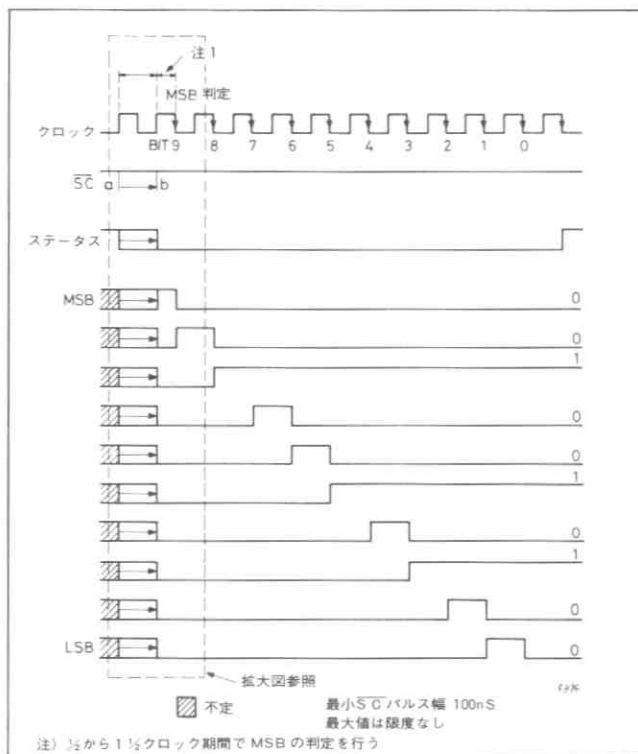 注1
MSB 判定
クロック
BIT 9 8 7 6 5 4 3 2 1 0
SC a b
ステータス
MSB 0
0
1
0
0
1
0
1
0
LSB 0
拡大図参照
不定
最小SCパルス幅 100nS
最大値は限度なし
注) ½から1½クロック期間でMSBの判定を行う